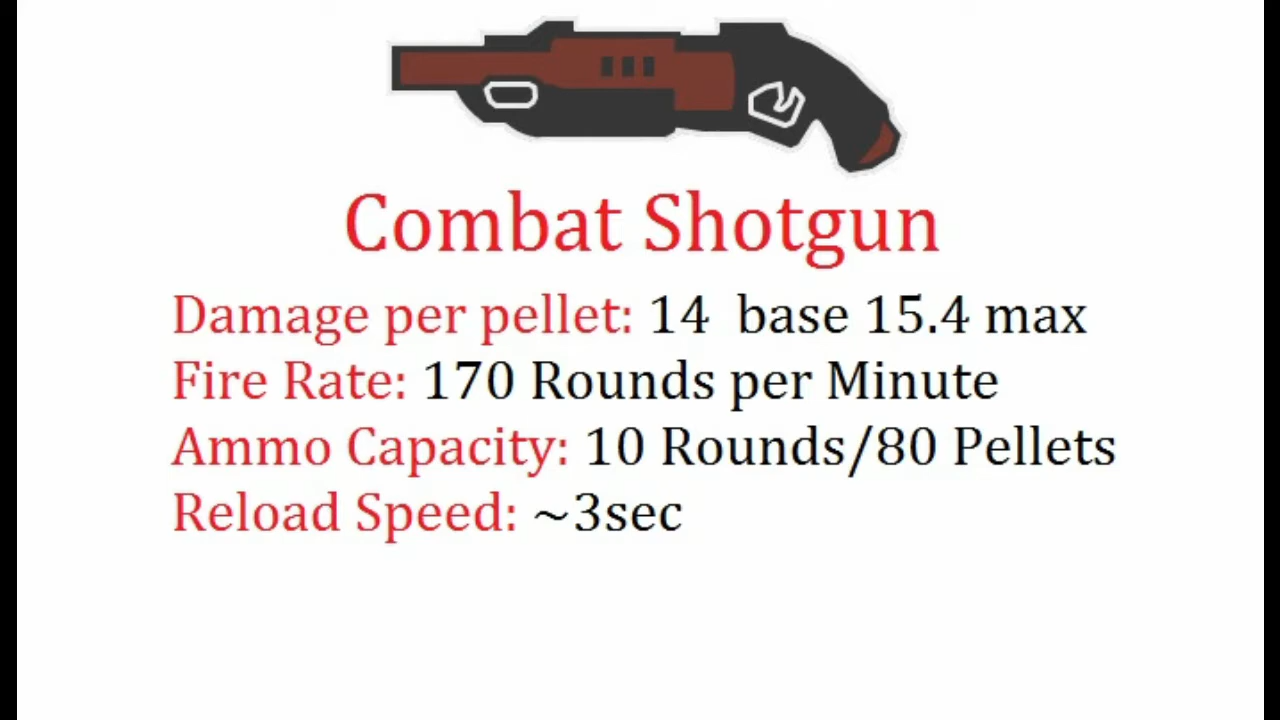 Combat Shotgun
Damage per pellet: 14 base 15.4 max
Fire Rate: 170 Rounds per Minute
Ammo Capacity: 10 Rounds/80 Pellets
Reload Speed: ~3sec